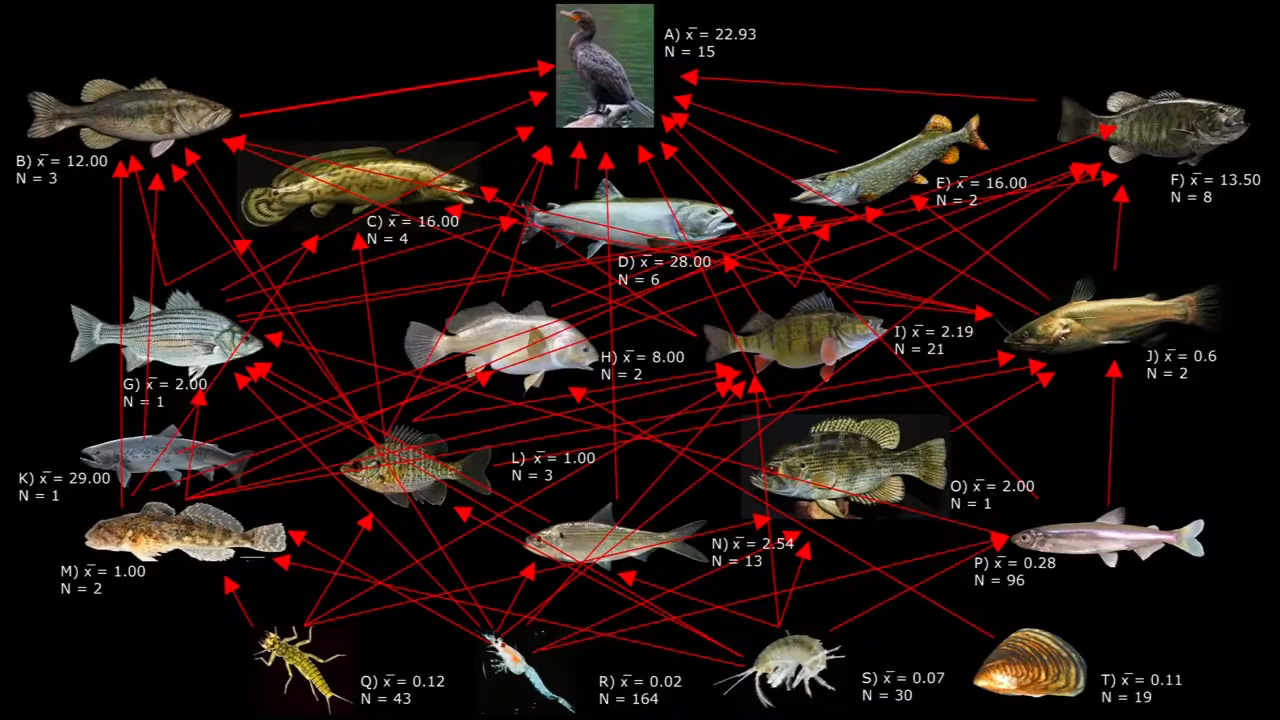 A) x̅ = 22.93
N = 15
B) x̅ = 12.00
N = 3
C) x̅ = 16.00
N = 4
D) x̅ = 28.00
N = 6
E) x̅ = 16.00
N = 2
F) x̅ = 13.50
N = 8
G) x̅ = 2.00
N = 1
H) x̅ = 8.00
N = 2
I) x̅ = 2.19
N = 21
J) x̅ = 0.6
N = 2
K) x̅ = 29.00
N = 1
L) x̅ = 1.00
N = 3
M) x̅ = 1.00
N = 2
N) x̅ = 2.54
N = 13
O) x̅ = 2.00
N = 1
P) x̅ = 0.28
N = 96
Q) x̅ = 0.12
N = 43
R) x̅ = 0.02
N = 164
S) x̅ = 0.07
N = 30
T) x̅ = 0.11
N = 19